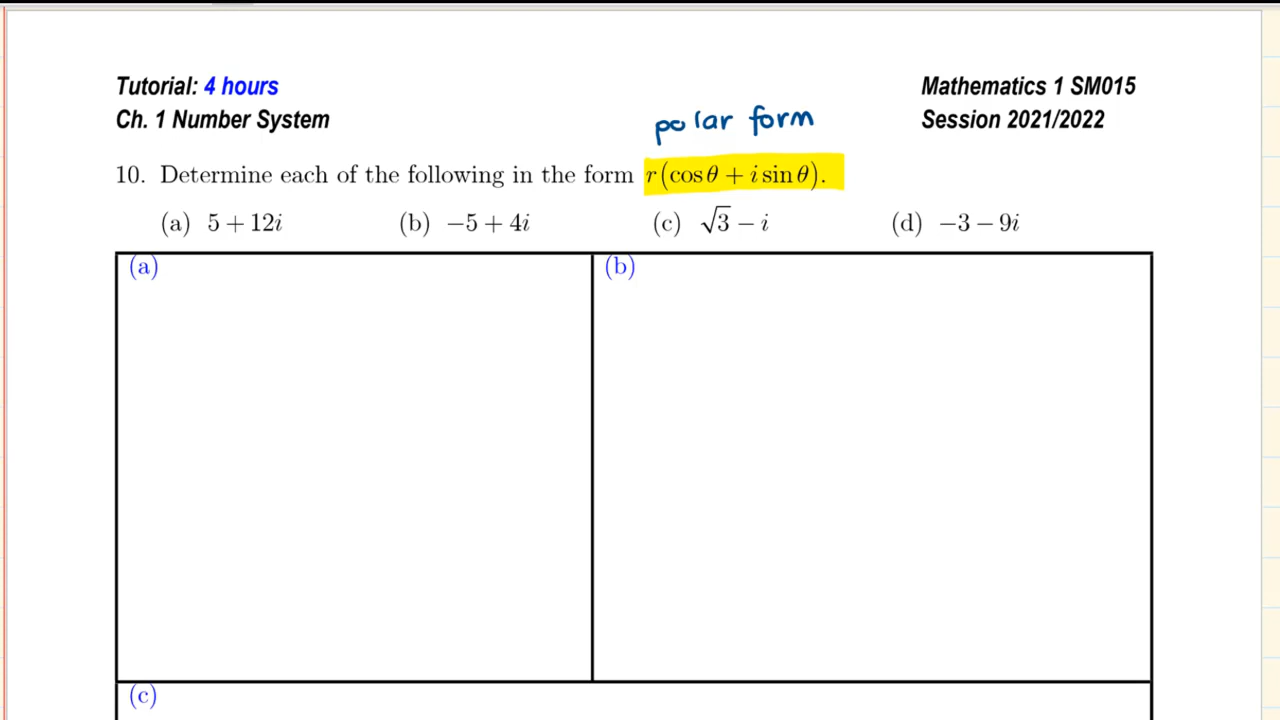 Tutorial: 4 hours
Mathematics 1 SM015
Ch. 1 Number System
Session 2021/2022
polar form
10. Determine each of the following in the form r(cos θ + i sin θ).
(a) 5 + 12i (b) −5 + 4i (c) √3 − i (d) −3 − 9i
(a)
(b)
(c)